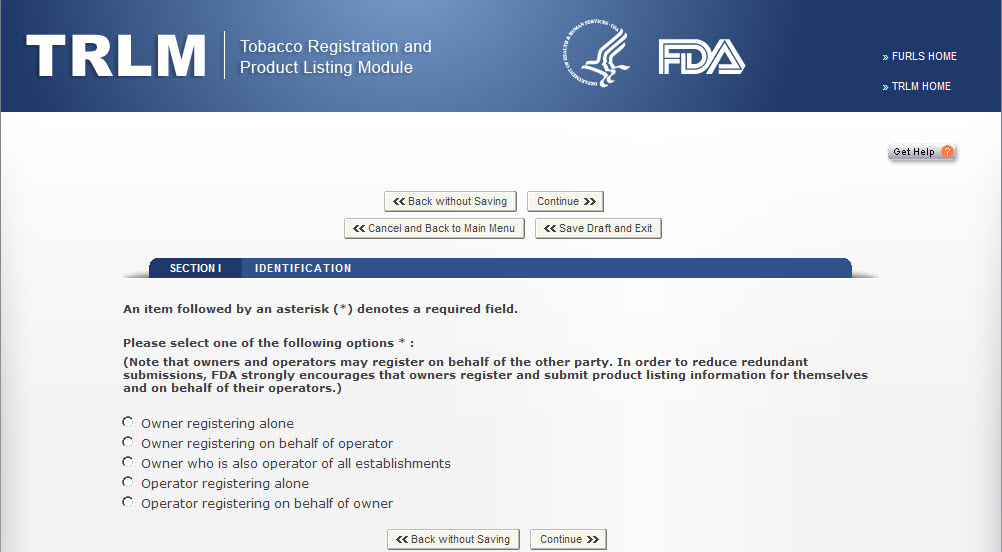 TRLM
Tobacco Registration and
Product Listing Module
DEPARTMENT OF HEALTH & HUMAN SERVICES · USA
FDA
» FURLS HOME
» TRLM HOME
Get Help ?
<< Back without Saving
Continue >>
<< Cancel and Back to Main Menu
<< Save Draft and Exit
SECTION I
IDENTIFICATION
An item followed by an asterisk (*) denotes a required field.
Please select one of the following options * :
(Note that owners and operators may register on behalf of the other party. In order to reduce redundant
submissions, FDA strongly encourages that owners register and submit product listing information for themselves
and on behalf of their operators.)
Owner registering alone
Owner registering on behalf of operator
Owner who is also operator of all establishments
Operator registering alone
Operator registering on behalf of owner
<< Back without Saving
Continue >>